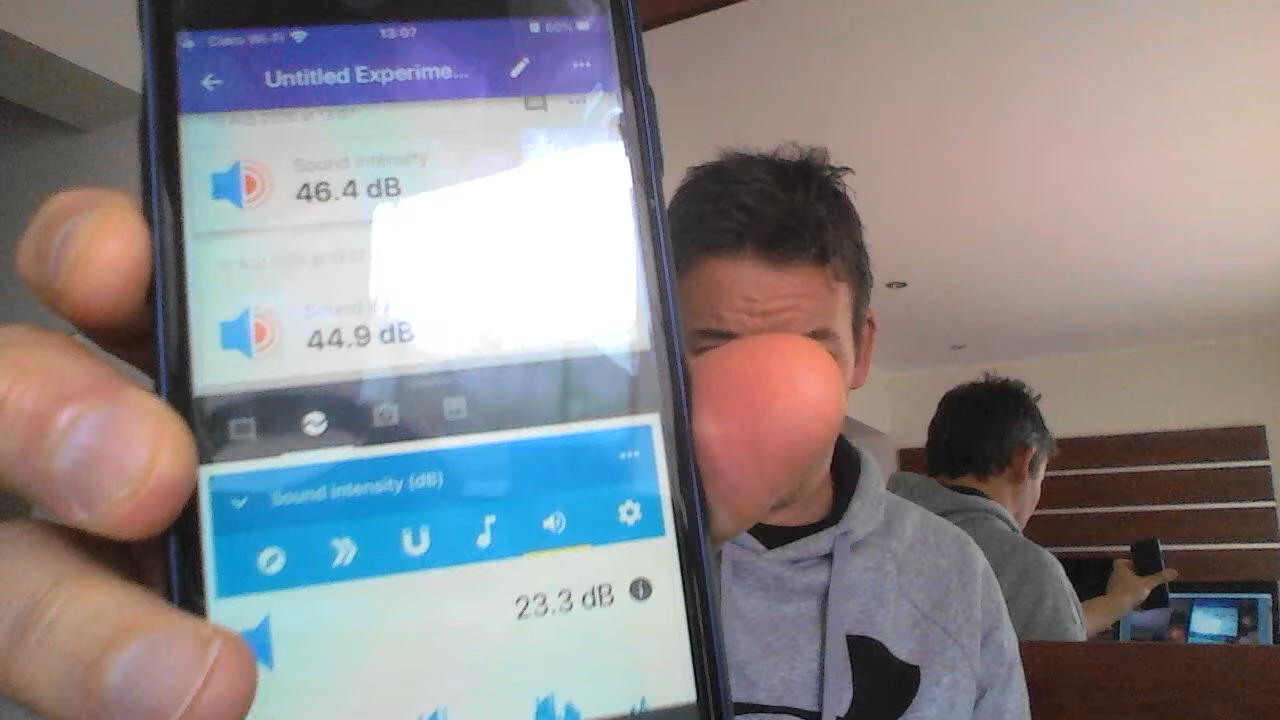 Claro Wi-Fi 13:07 60%
Untitled Experime...
Sound Intensity
46.4 dB
Sound
44.9 dB
Sound intensity (dB)
23.3 dB